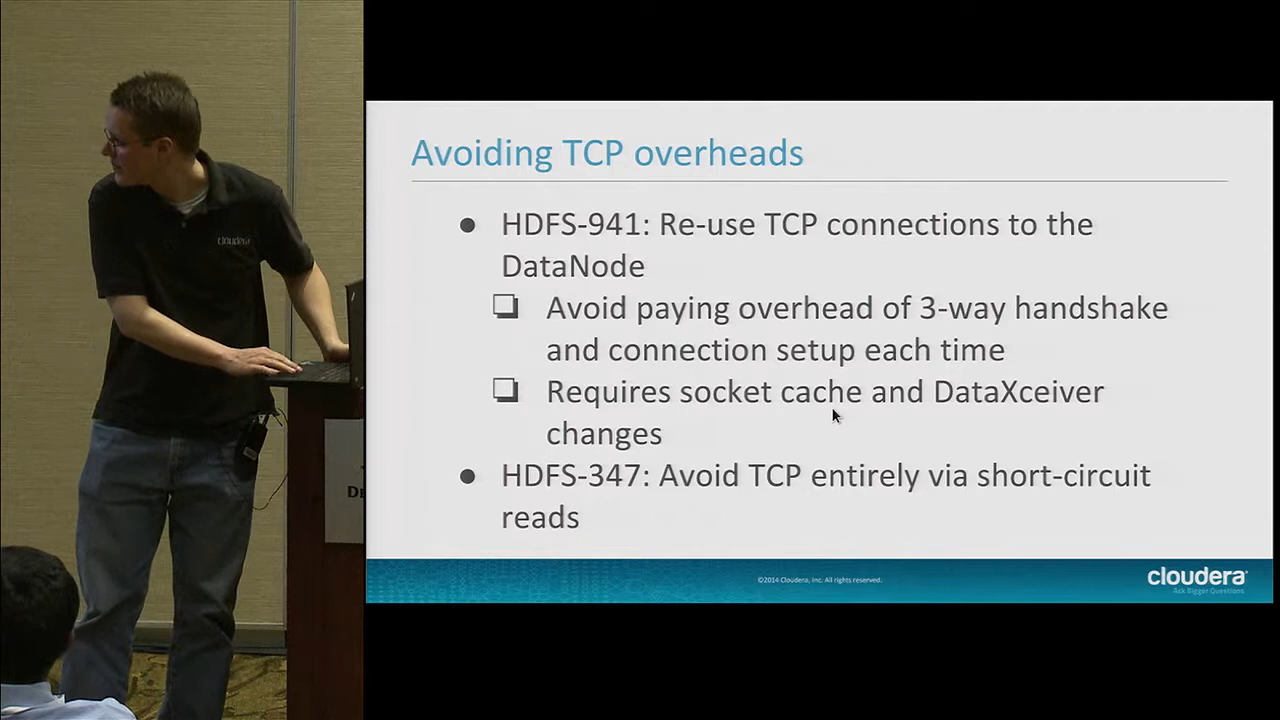 cloudera
Avoiding TCP overheads
● HDFS-941: Re-use TCP connections to the
DataNode
❑ Avoid paying overhead of 3-way handshake
and connection setup each time
❑ Requires socket cache and DataXceiver
changes
● HDFS-347: Avoid TCP entirely via short-circuit
reads
©2014 Cloudera, Inc. All rights reserved.
cloudera
Ask Bigger Questions